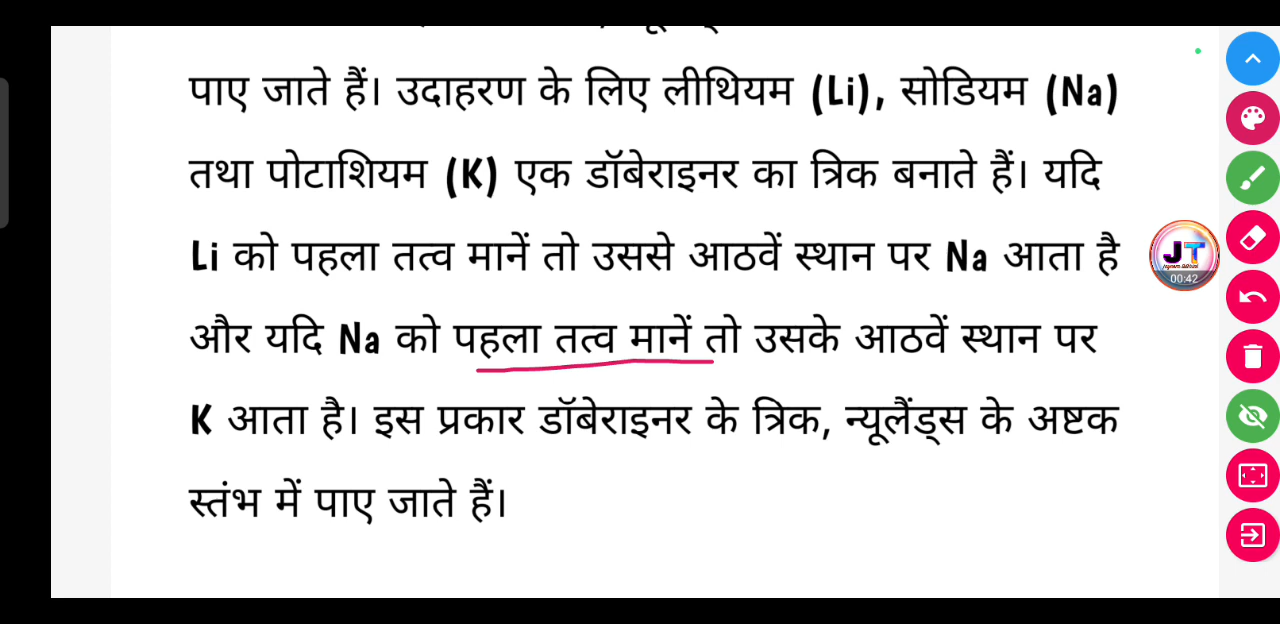 पाए जाते हैं। उदाहरण के लिए लीथियम (Li), सोडियम (Na)
तथा पोटाशियम (K) एक डॉबेराइनर का त्रिक बनाते हैं। यदि
Li को पहला तत्व मानें तो उससे आठवें स्थान पर Na आता है
और यदि Na को पहला तत्व मानें तो उसके आठवें स्थान पर
K आता है। इस प्रकार डॉबेराइनर के त्रिक, न्यूलैंड्स के अष्टक
स्तंभ में पाए जाते हैं।
JT
00:42